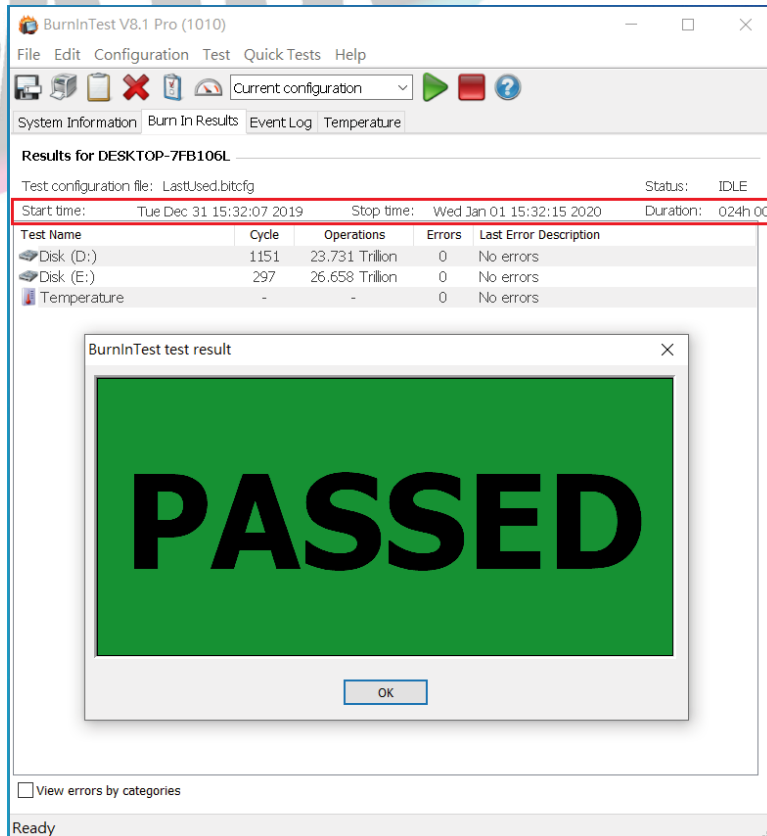 BurnInTest V8.1 Pro (1010)
File Edit Configuration Test Quick Tests Help
Current configuration
System Information Burn In Results Event Log Temperature
Results for DESKTOP-7FB106L
Test configuration file: LastUsed.bitcfg Status: IDLE
Start time: Tue Dec 31 15:32:07 2019 Stop time: Wed Jan 01 15:32:15 2020 Duration: 024h 00
Test Name Cycle Operations Errors Last Error Description
Disk (D:) 1151 23.731 Trillion 0 No errors
Disk (E:) 297 26.658 Trillion 0 No errors
Temperature - - 0 No errors
BurnInTest test result
PASSED
OK
View errors by categories
Ready